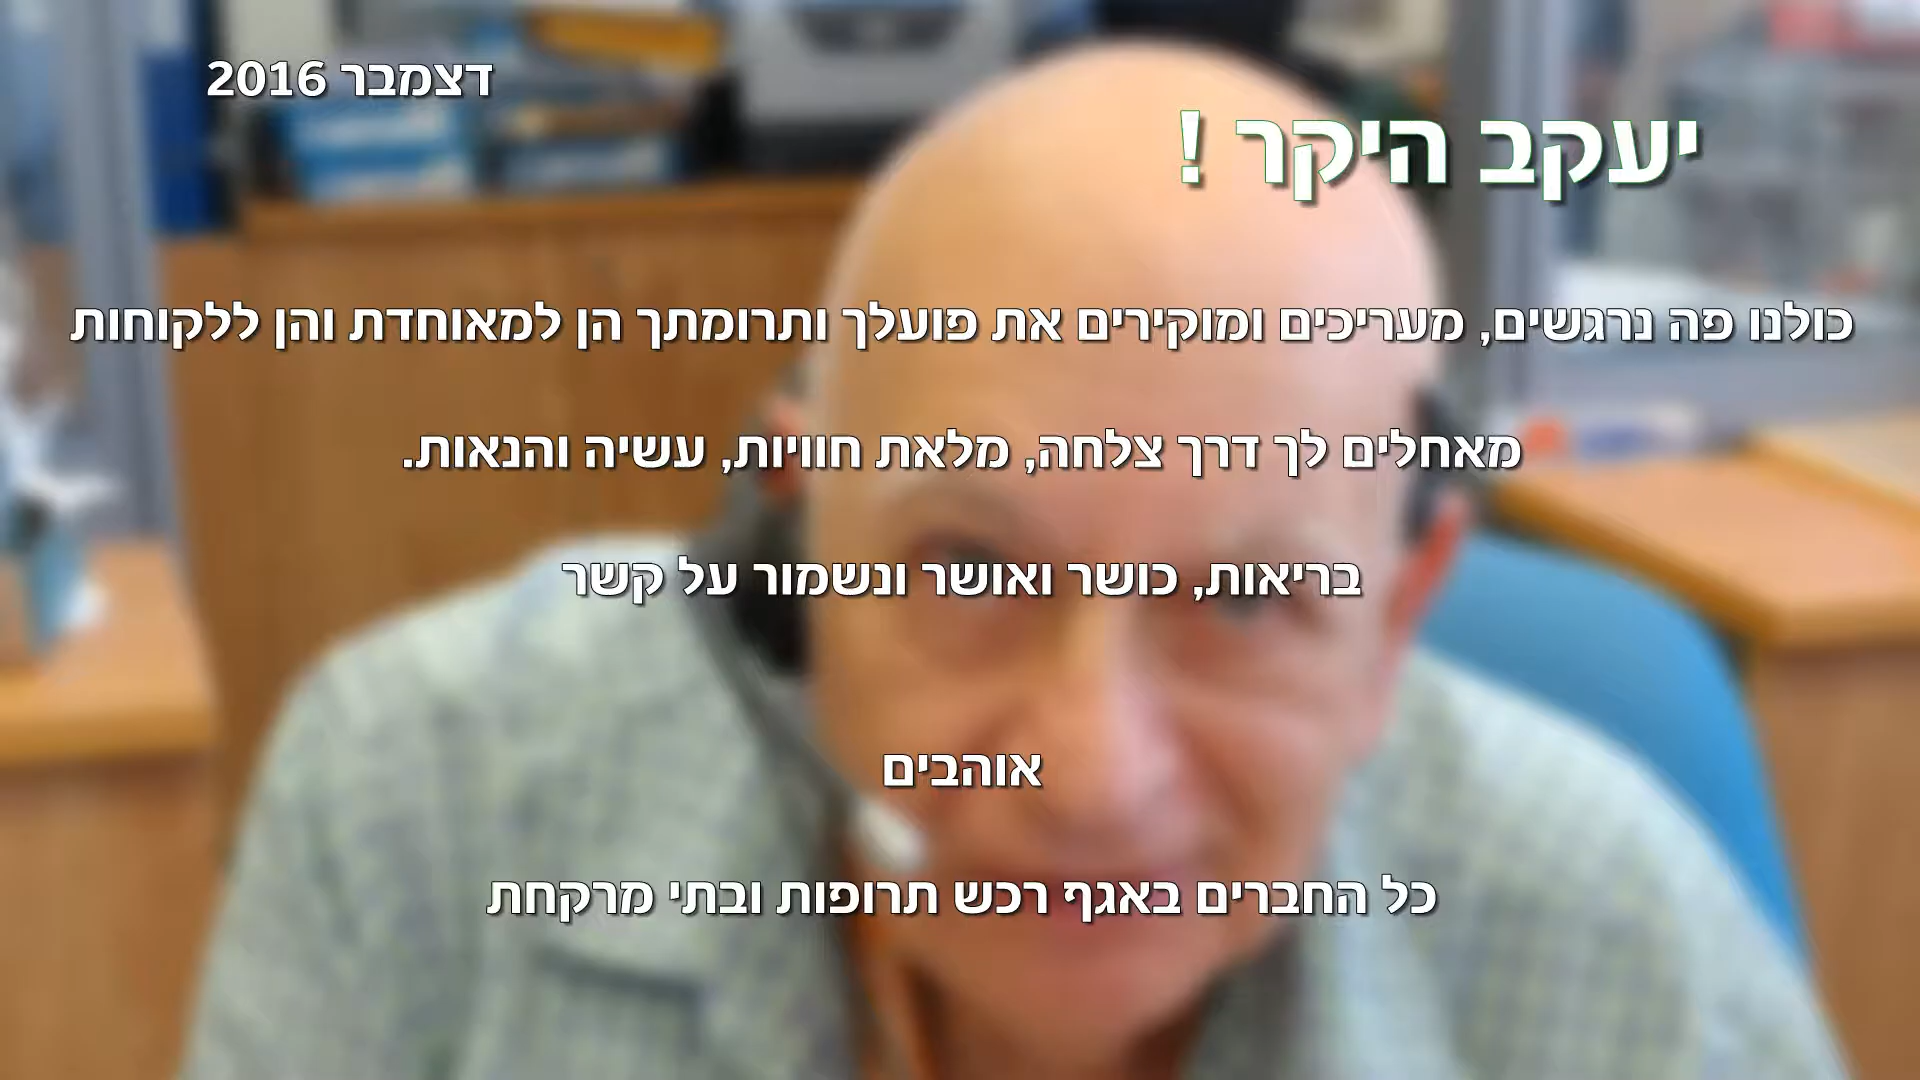 דצמבר 2016
יעקב היקר !
כולנו פה נרגשים, מעריכים ומוקירים את פועלך ותרומתך הן למאוחדת והן ללקוחות
מאחלים לך דרך צלחה, מלאת חוויות, עשיה והנאות.
בריאות, כושר ואושר ונשמור על קשר
אוהבים
כל החברים באגף רכש תרופות ובתי מרקחת